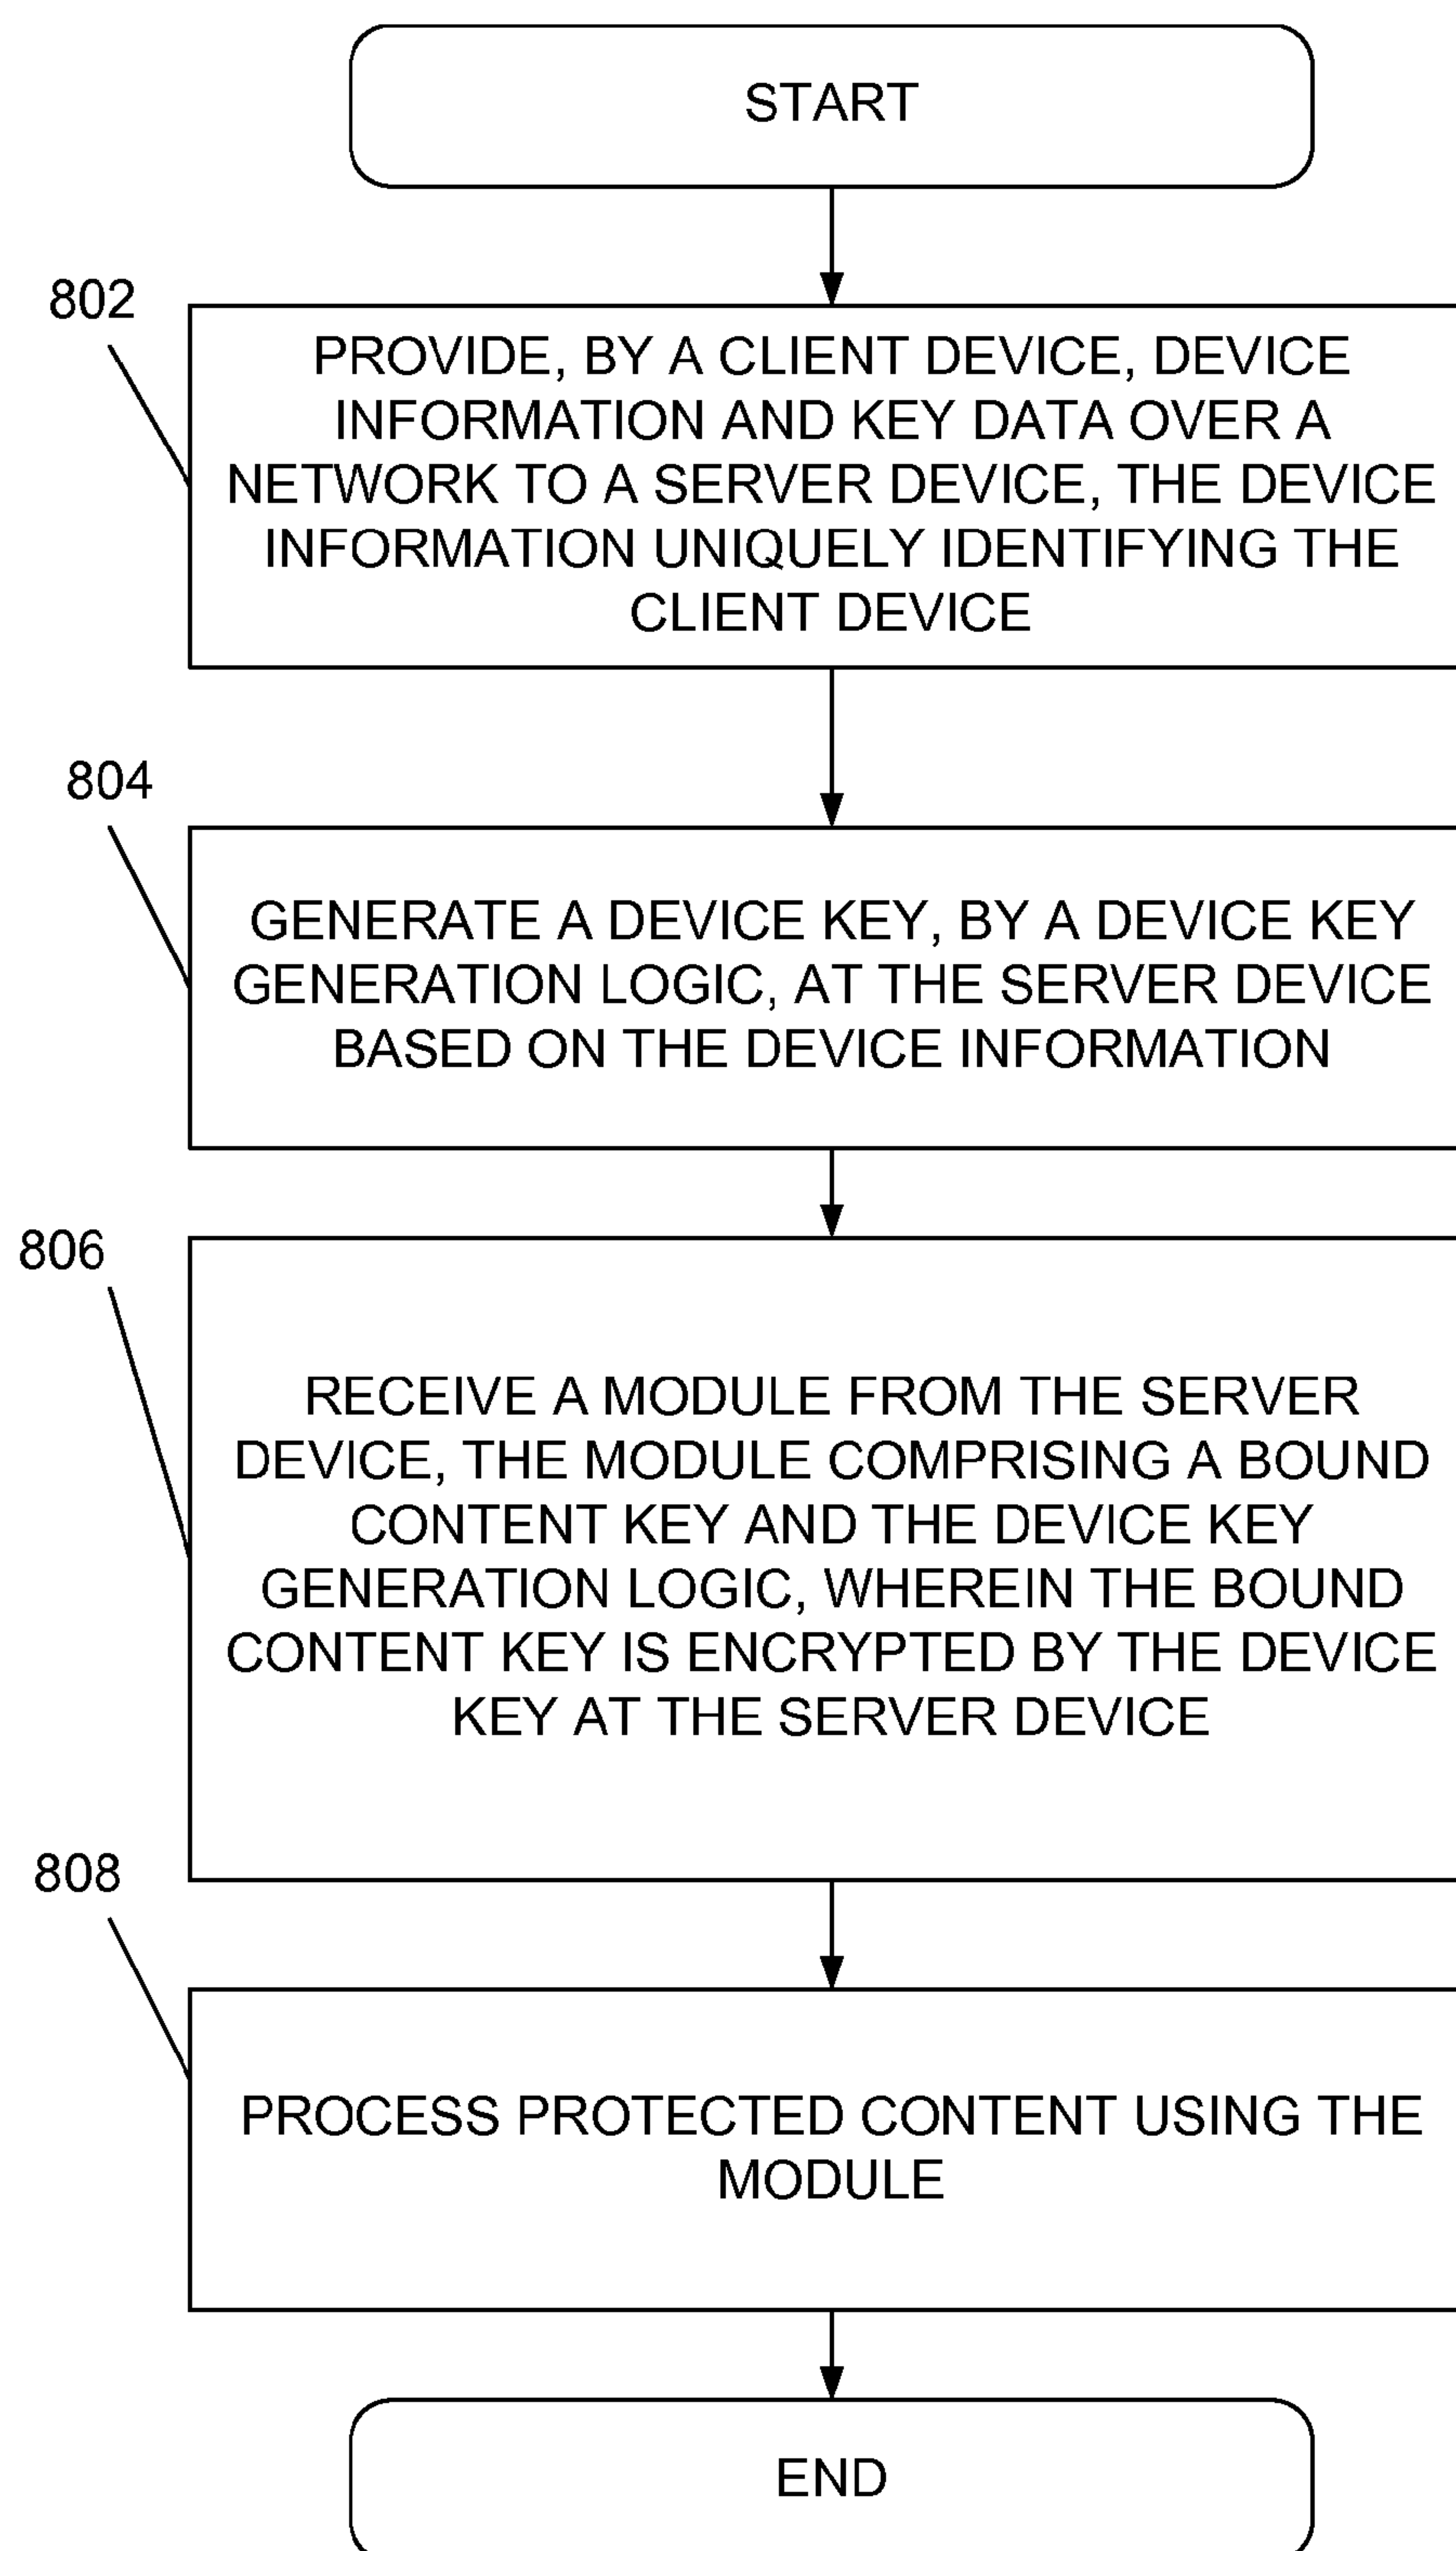 START
802
PROVIDE, BY A CLIENT DEVICE, DEVICE
INFORMATION AND KEY DATA OVER A
NETWORK TO A SERVER DEVICE, THE DEVICE
INFORMATION UNIQUELY IDENTIFYING THE
CLIENT DEVICE
804
GENERATE A DEVICE KEY, BY A DEVICE KEY
GENERATION LOGIC, AT THE SERVER DEVICE
BASED ON THE DEVICE INFORMATION
806
RECEIVE A MODULE FROM THE SERVER
DEVICE, THE MODULE COMPRISING A BOUND
CONTENT KEY AND THE DEVICE KEY
GENERATION LOGIC, WHEREIN THE BOUND
CONTENT KEY IS ENCRYPTED BY THE DEVICE
KEY AT THE SERVER DEVICE
808
PROCESS PROTECTED CONTENT USING THE
MODULE
END